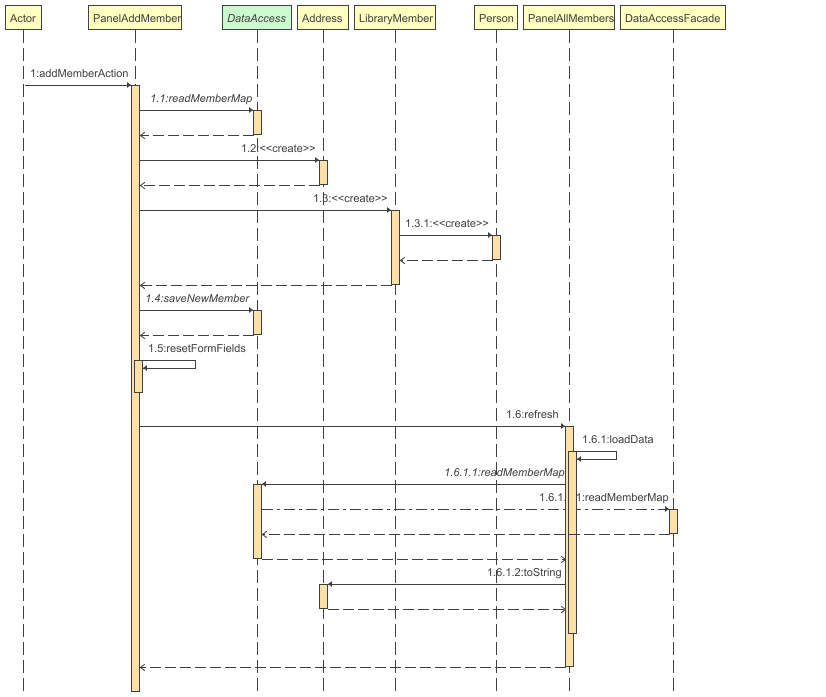 Actor
PanelAddMember
DataAccess
Address
LibraryMember
Person
PanelAllMembers
DataAccessFacade
1:addMemberAction
1.1:readMemberMap
1.2:<<create>>
1.3:<<create>>
1.3.1:<<create>>
1.4:saveNewMember
1.5:resetFormFields
1.6:refresh
1.6.1:loadData
1.6.1.1:readMemberMap
1.6.1. 1:readMemberMap
1.6.1.2:toString